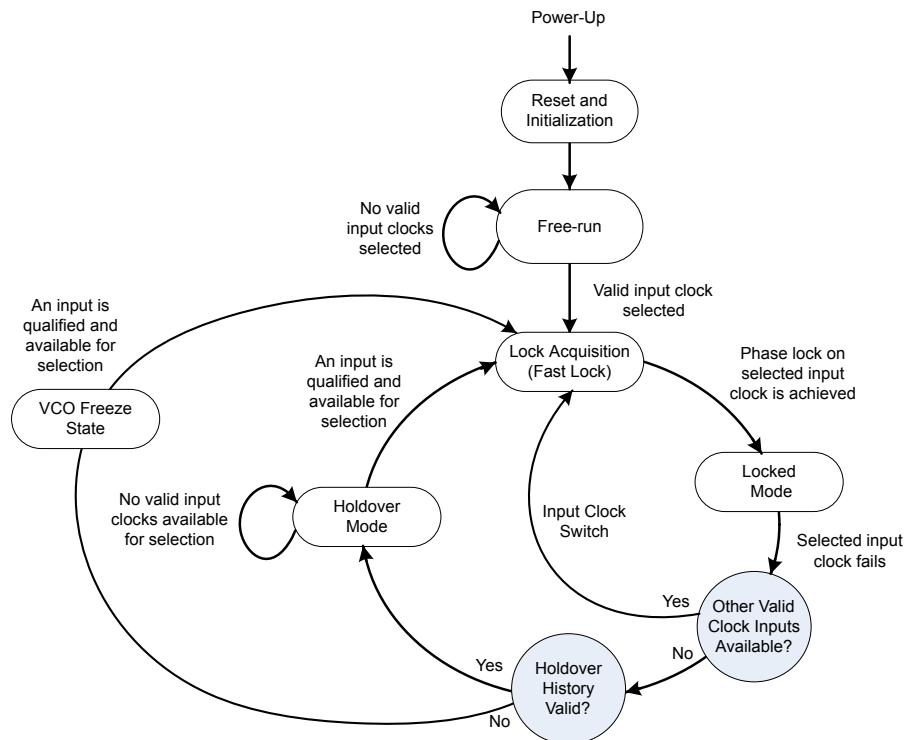 Power-Up
Reset and
Initialization
No valid
input clocks
selected
Free-run
Valid input clock
selected
An input is
qualified and
available for
selection
An input is
qualified and
available for
selection
Lock Acquisition
(Fast Lock)
Phase lock on
selected input
clock is achieved
VCO Freeze
State
Locked
Mode
No valid input
clocks available
for selection
Holdover
Mode
Input Clock
Switch
Selected input
clock fails
Yes
Other Valid
Clock Inputs
Available?
No
Yes
Holdover
History
Valid?
No